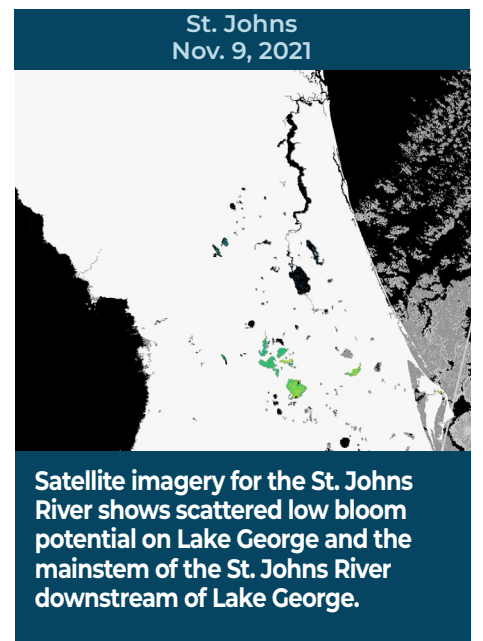 St. Johns
Nov. 9, 2021
Satellite imagery for the St. Johns
River shows scattered low bloom
potential on Lake George and the
mainstem of the St. Johns River
downstream of Lake George.